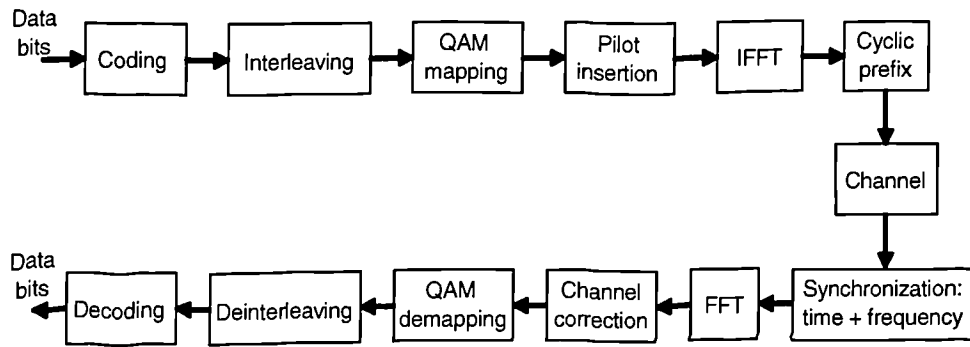 Data
bits
Coding
Interleaving
QAM
mapping
Pilot
insertion
IFFT
Cyclic
prefix
Channel
Data
bits
Decoding
Deinterleaving
QAM
demapping
Channel
correction
FFT
Synchronization:
time + frequency